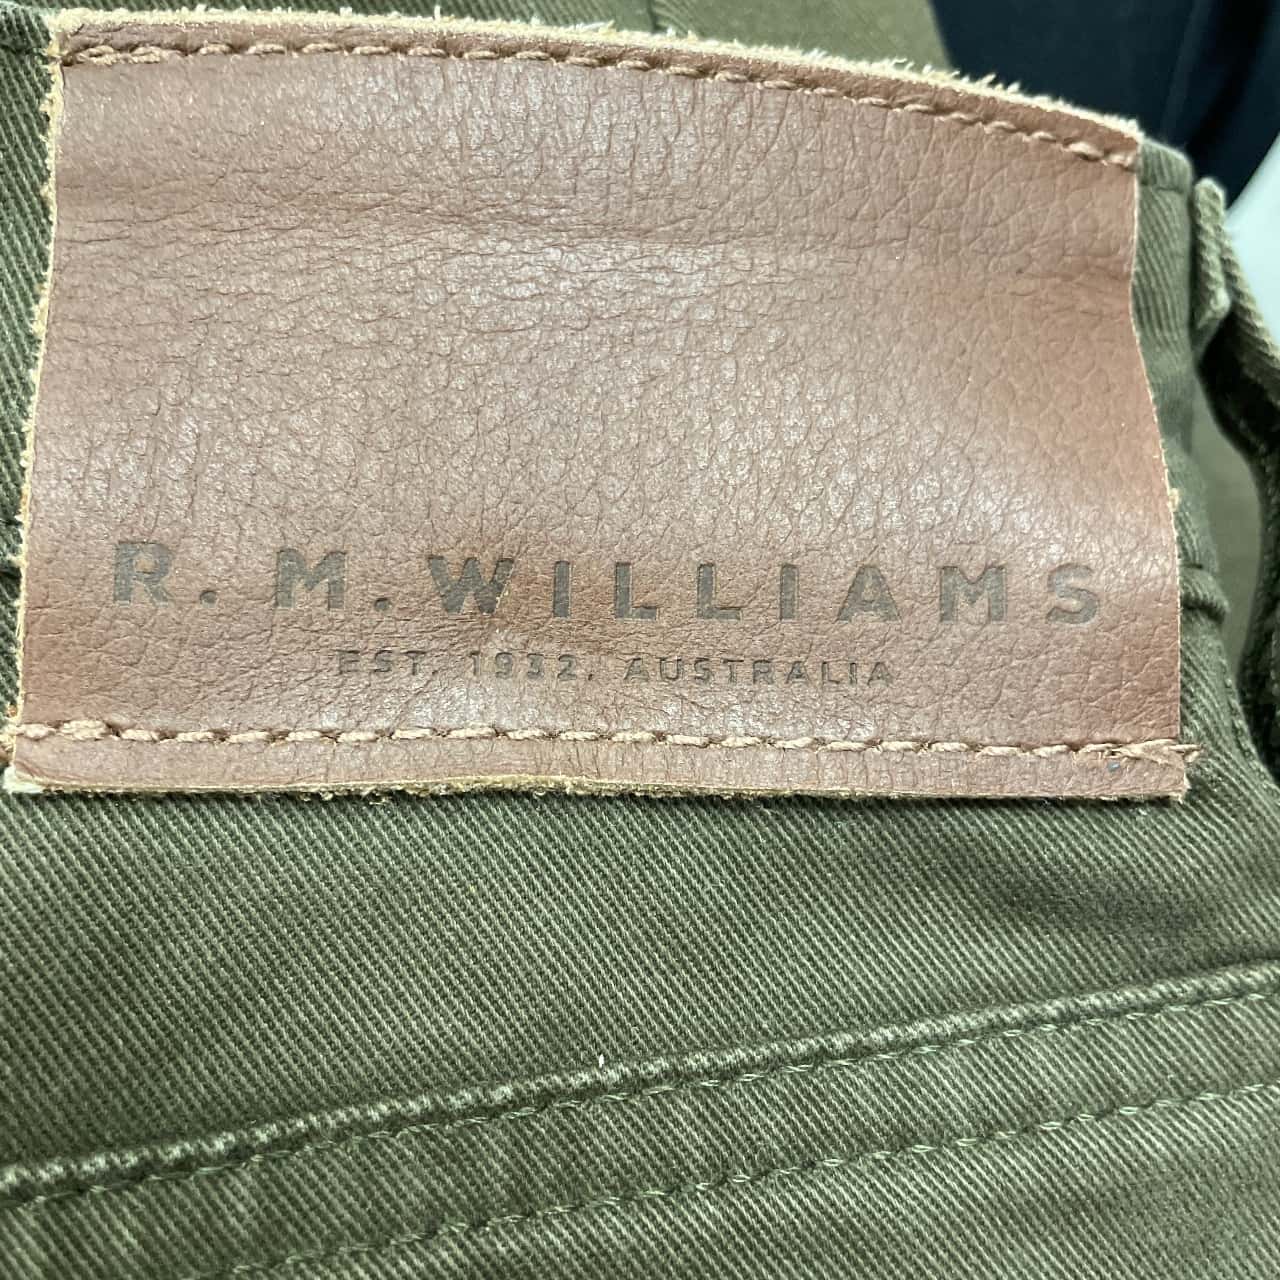 R.M.WILLIAMS
EST. 1932, AUSTRALIA